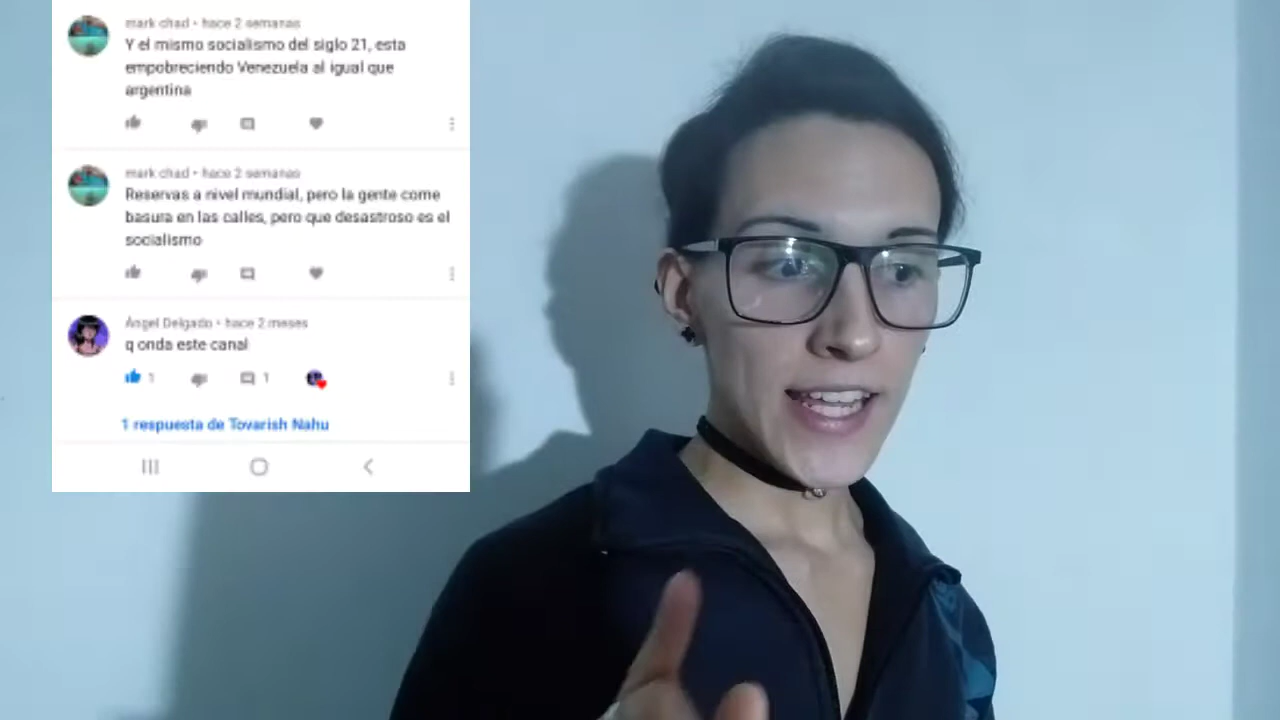 mark chad • hace 2 semanas
Y el mismo socialismo del siglo 21, esta
empobreciendo Venezuela al igual que
argentina
mark chad • hace 2 semanas
Reservas a nivel mundial, pero la gente come
basura en las calles, pero que desastroso es el
socialismo
Ángel Delgado • hace 2 meses
q onda este canal
1 1
1 respuesta de Tovarish Nahu